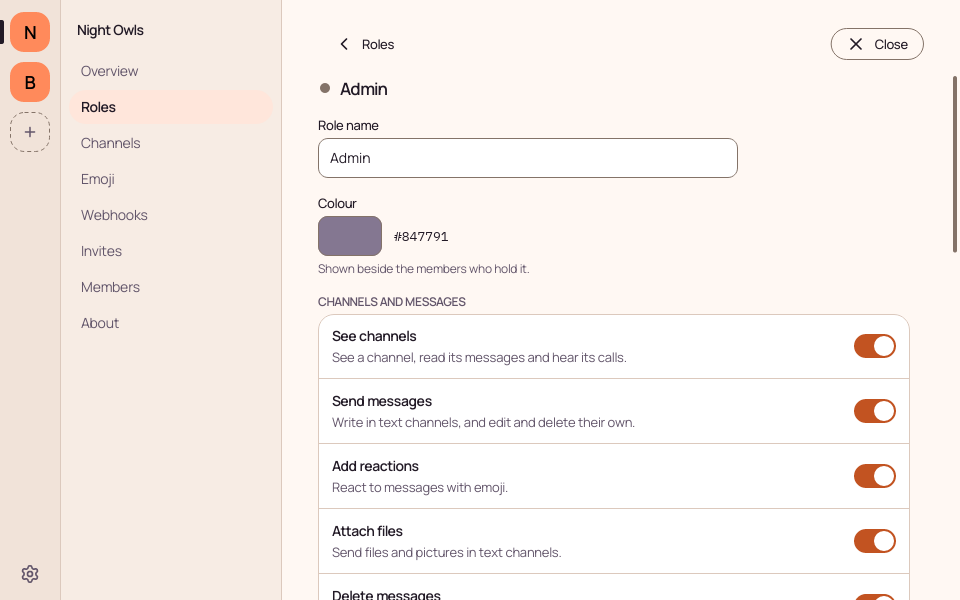 N
B
+
Night Owls
Overview
Roles
Channels
Emoji
Webhooks
Invites
Members
About
Roles
Close
Admin
Role name
Admin
Colour
#847791
Shown beside the members who hold it.
CHANNELS AND MESSAGES
See channels
See a channel, read its messages and hear its calls.
Send messages
Write in text channels, and edit and delete their own.
Add reactions
React to messages with emoji.
Attach files
Send files and pictures in text channels.
Delete messages